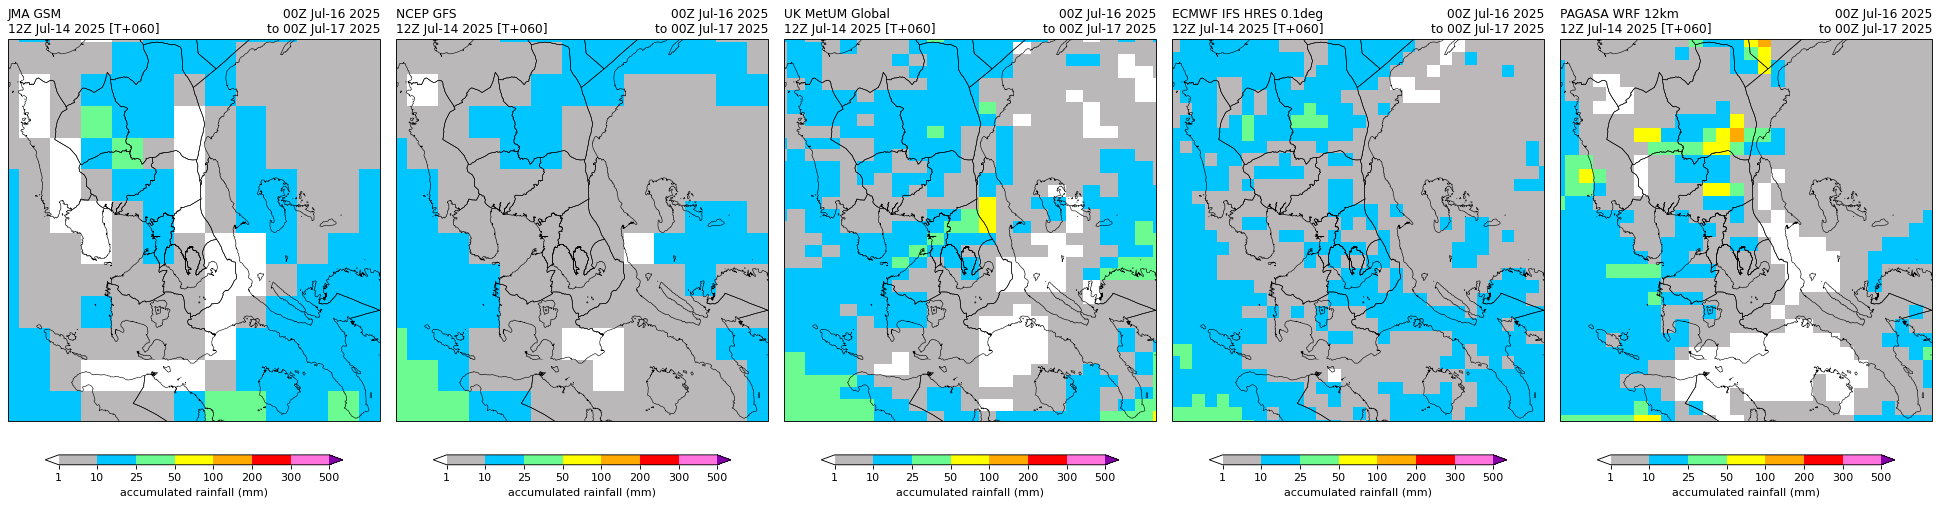 JMA GSM
00Z Jul-16 2025
12Z Jul-14 2025 [T+060]
to 00Z Jul-17 2025
NCEP GFS
00Z Jul-16 2025
12Z Jul-14 2025 [T+060]
to 00Z Jul-17 2025
UK MetUM Global
00Z Jul-16 2025
12Z Jul-14 2025 [T+060]
to 00Z Jul-17 2025
ECMWF IFS HRES 0.1deg
00Z Jul-16 2025
12Z Jul-14 2025 [T+060]
to 00Z Jul-17 2025
PAGASA WRF 12km
00Z Jul-16 2025
12Z Jul-14 2025 [T+060]
to 00Z Jul-17 2025
1 10 25 50 100 200 300 500
accumulated rainfall (mm)
1 10 25 50 100 200 300 500
accumulated rainfall (mm)
1 10 25 50 100 200 300 500
accumulated rainfall (mm)
1 10 25 50 100 200 300 500
accumulated rainfall (mm)
1 10 25 50 100 200 300 500
accumulated rainfall (mm)